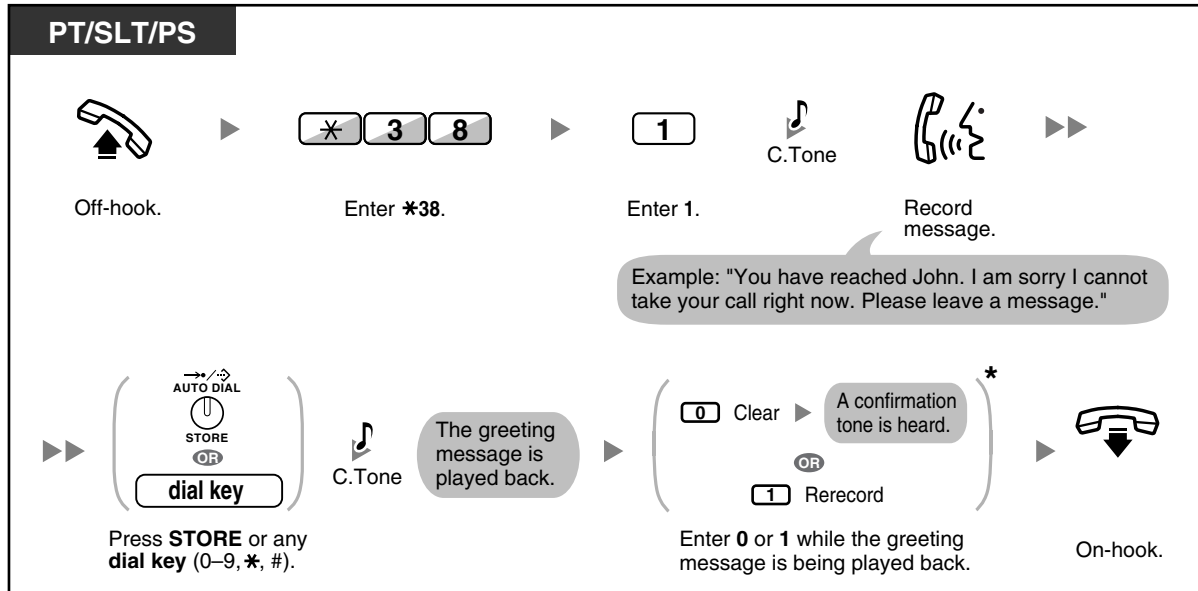 PT/SLT/PS
✳ 3 8
1
C.Tone
Off-hook.
Enter ✳38.
Enter 1.
Record
message.
Example: "You have reached John. I am sorry I cannot
take your call right now. Please leave a message."
AUTO DIAL
STORE
OR
dial key
C.Tone
The greeting
message is
played back.
*
0 Clear
A confirmation
tone is heard.
OR
1 Rerecord
Press STORE or any
dial key (0–9, ✳, #).
Enter 0 or 1 while the greeting
message is being played back.
On-hook.